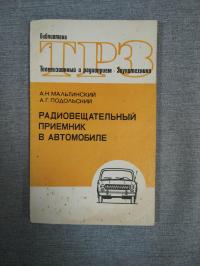 Библиотека
ТРЗ
Телевизионный и радиоприем · Звукотехника
А.Н. МАЛЬТИНСКИЙ
А.Г. ПОДОЛЬСКИЙ
РАДИОВЕЩАТЕЛЬНЫЙ
ПРИЕМНИК
В АВТОМОБИЛЕ